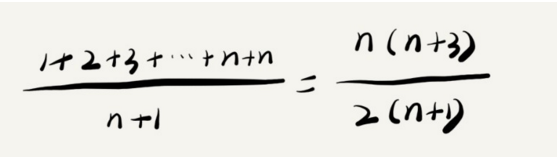 (1+2+3+⋯+n+n)/(n+1) = n(n+3)/(2(n+1))